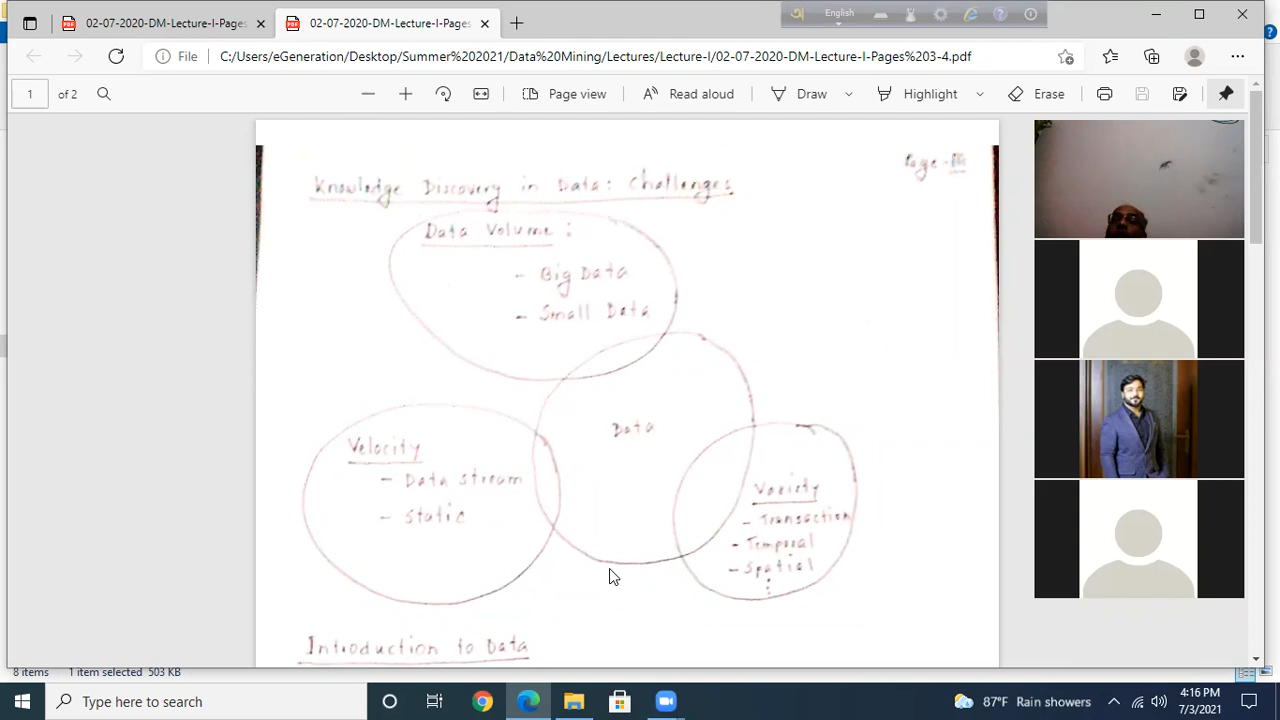 02-07-2020-DM-Lecture-I-Pages
02-07-2020-DM-Lecture-I-Pages
English
File
C:/Users/eGeneration/Desktop/Summer%202021/Data%20Mining/Lectures/Lecture-I/02-07-2020-DM-Lecture-I-Pages%203-4.pdf
1 of 2
Page view
Read aloud
Draw
Highlight
Erase
Page-III
Knowledge Discovery in Data: Challenges
Data Volume:
- Big Data
- Small Data
Data
Velocity
- Data stream
- Static
Variety
- Transaction
- Temporal
- Spatial
Introduction to Data
8 items 1 item selected 503 KB
Type here to search
87°F Rain showers
4:16 PM
7/3/2021